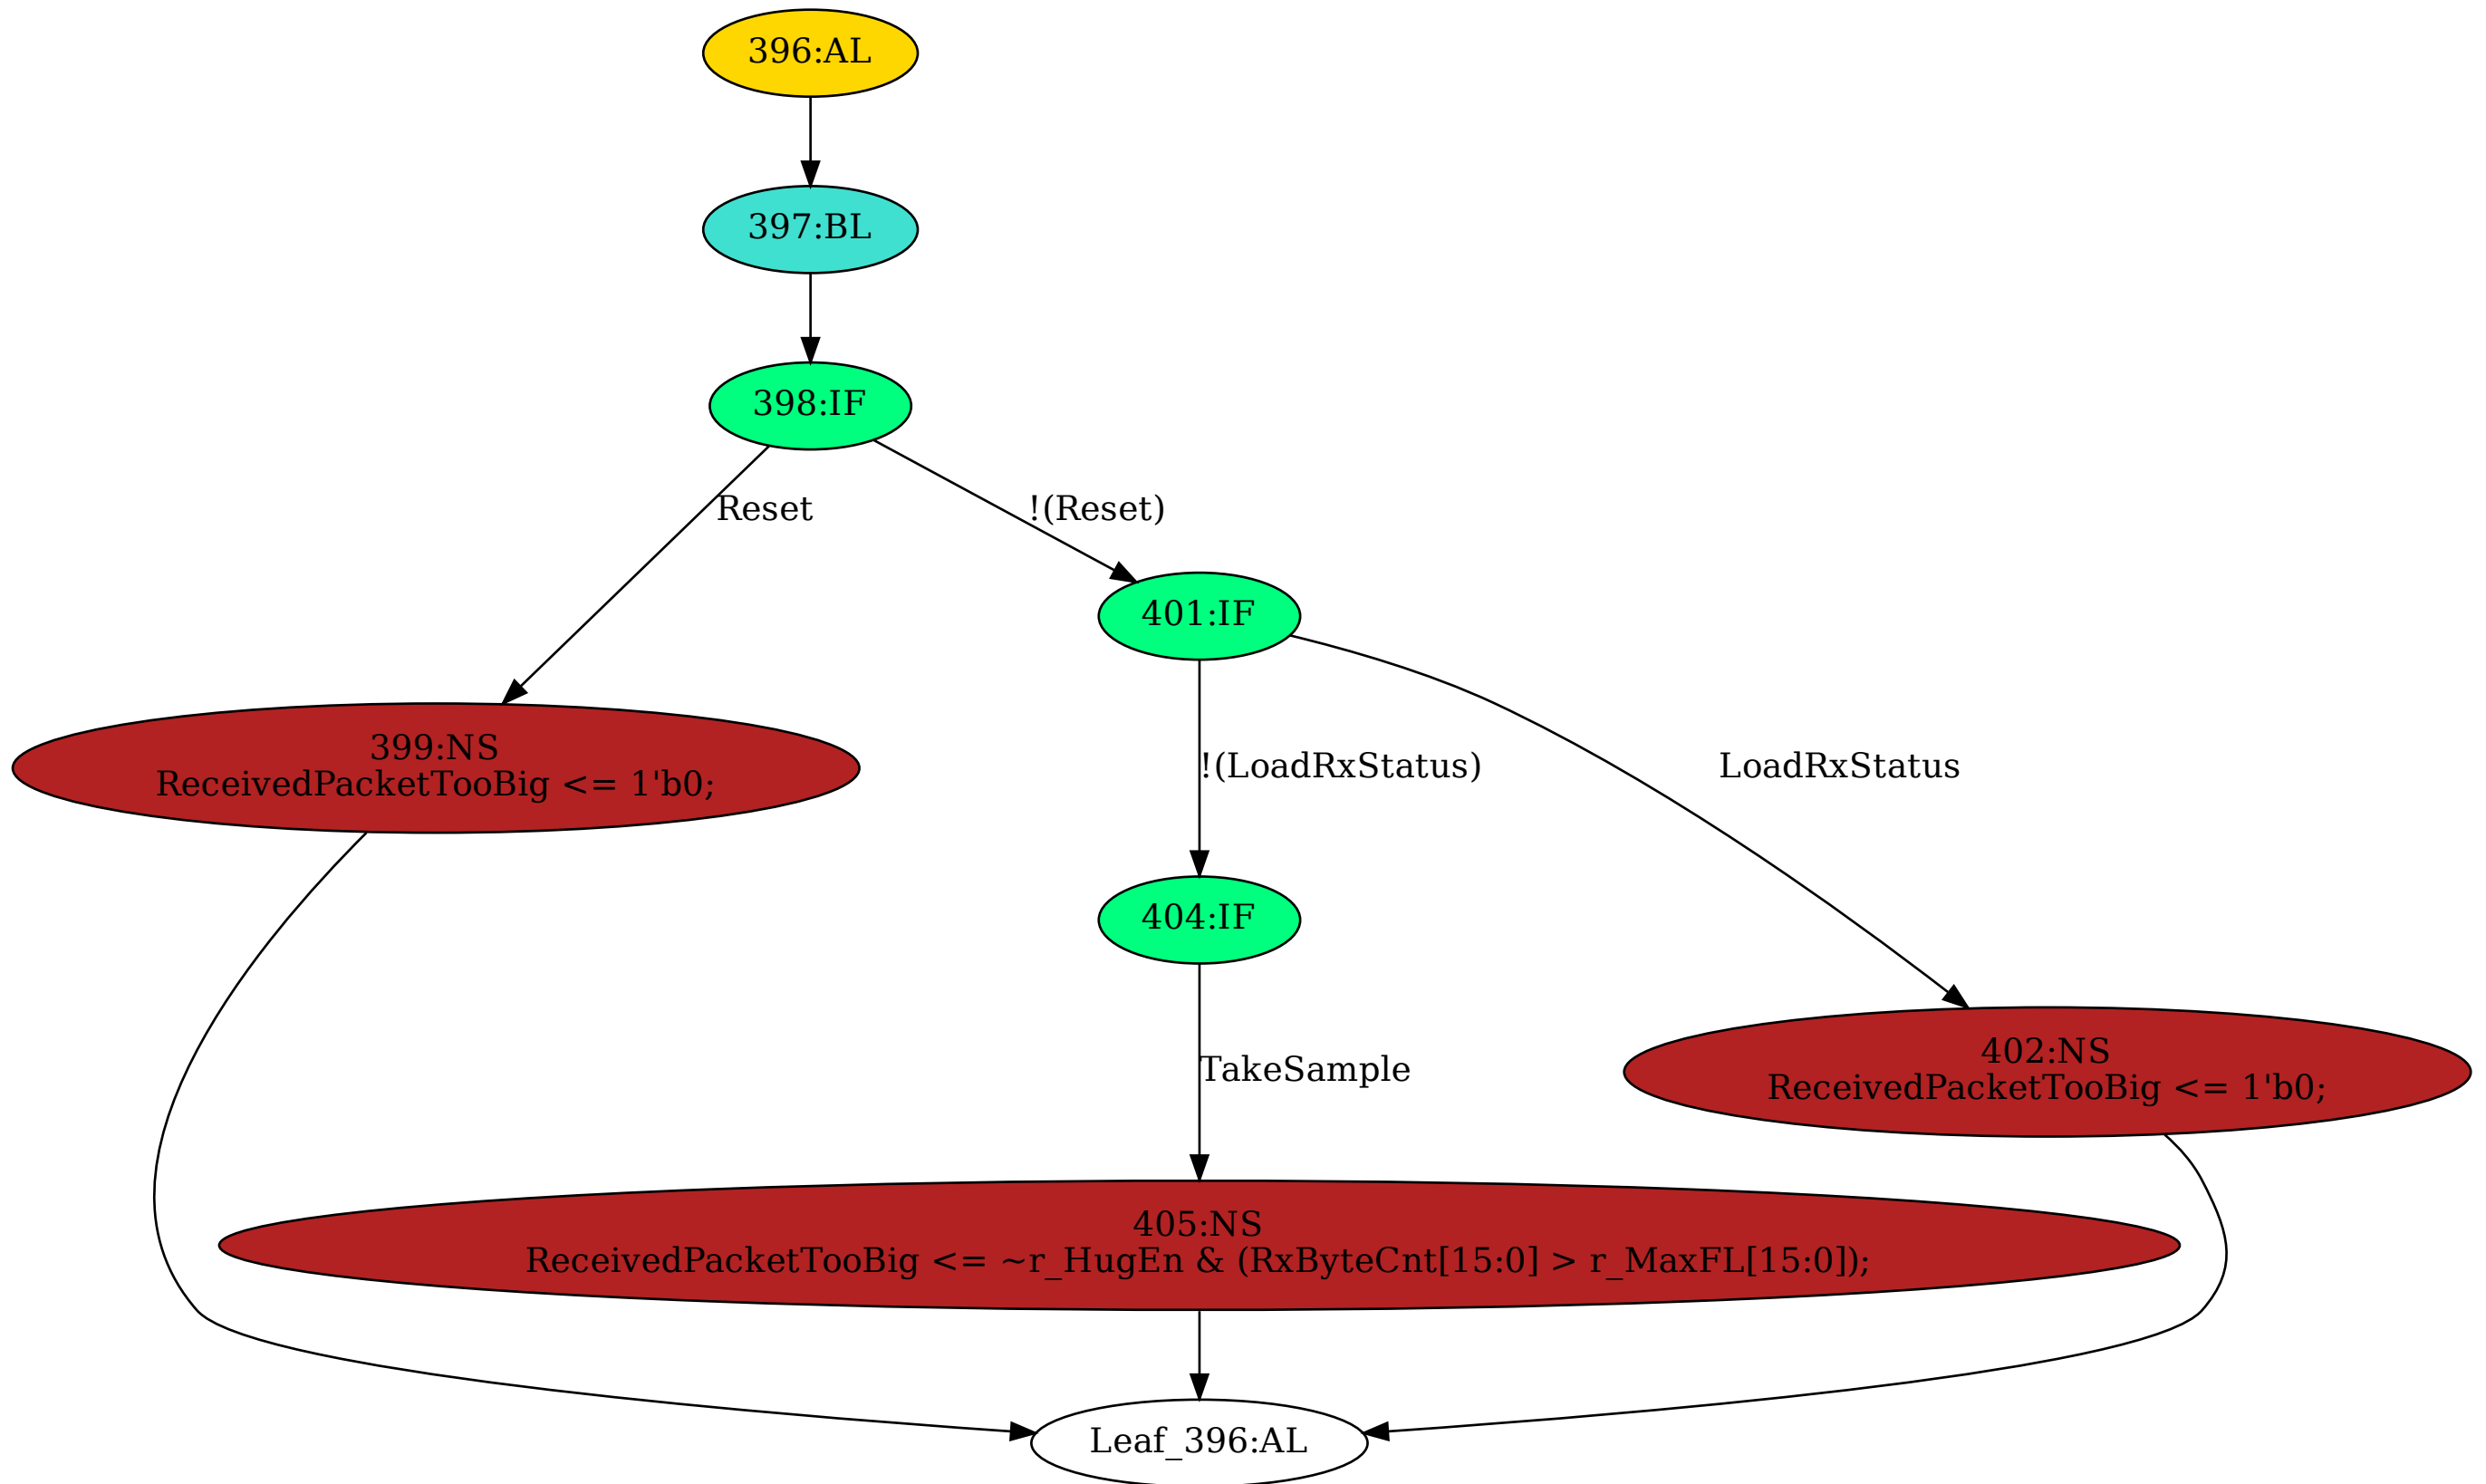 396:AL
397:BL
398:IF
Reset
!(Reset)
401:IF
399:NS
ReceivedPacketTooBig <= 1'b0;
!(LoadRxStatus)
LoadRxStatus
404:IF
402:NS
ReceivedPacketTooBig <= 1'b0;
TakeSample
405:NS
ReceivedPacketTooBig <= ~r_HugEn & (RxByteCnt[15:0] > r_MaxFL[15:0]);
Leaf_396:AL